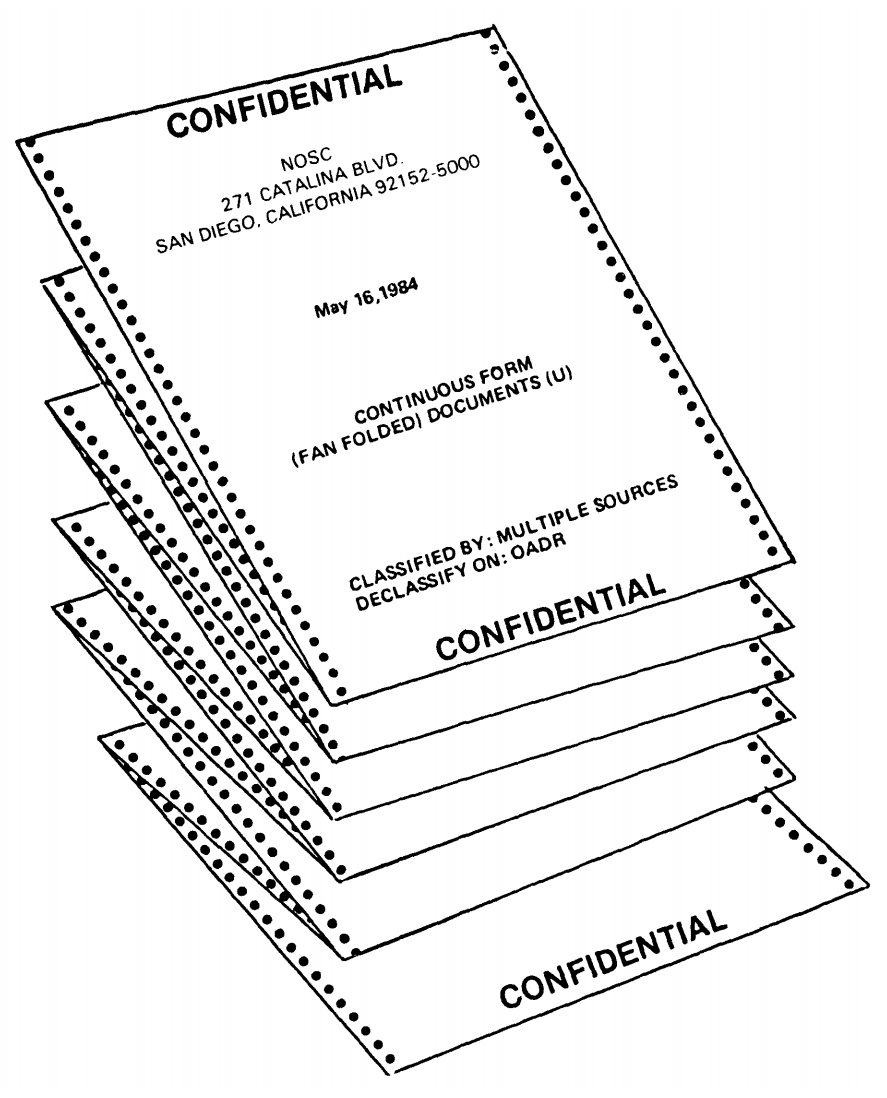 CONFIDENTIAL
NOSC
271 CATALINA BLVD.
SAN DIEGO, CALIFORNIA 92152-5000
May 16,1984
CONTINUOUS FORM
(FAN FOLDED) DOCUMENTS (U)
CLASSIFIED BY: MULTIPLE SOURCES
DECLASSIFY ON: OADR
CONFIDENTIAL
CONFIDENTIAL